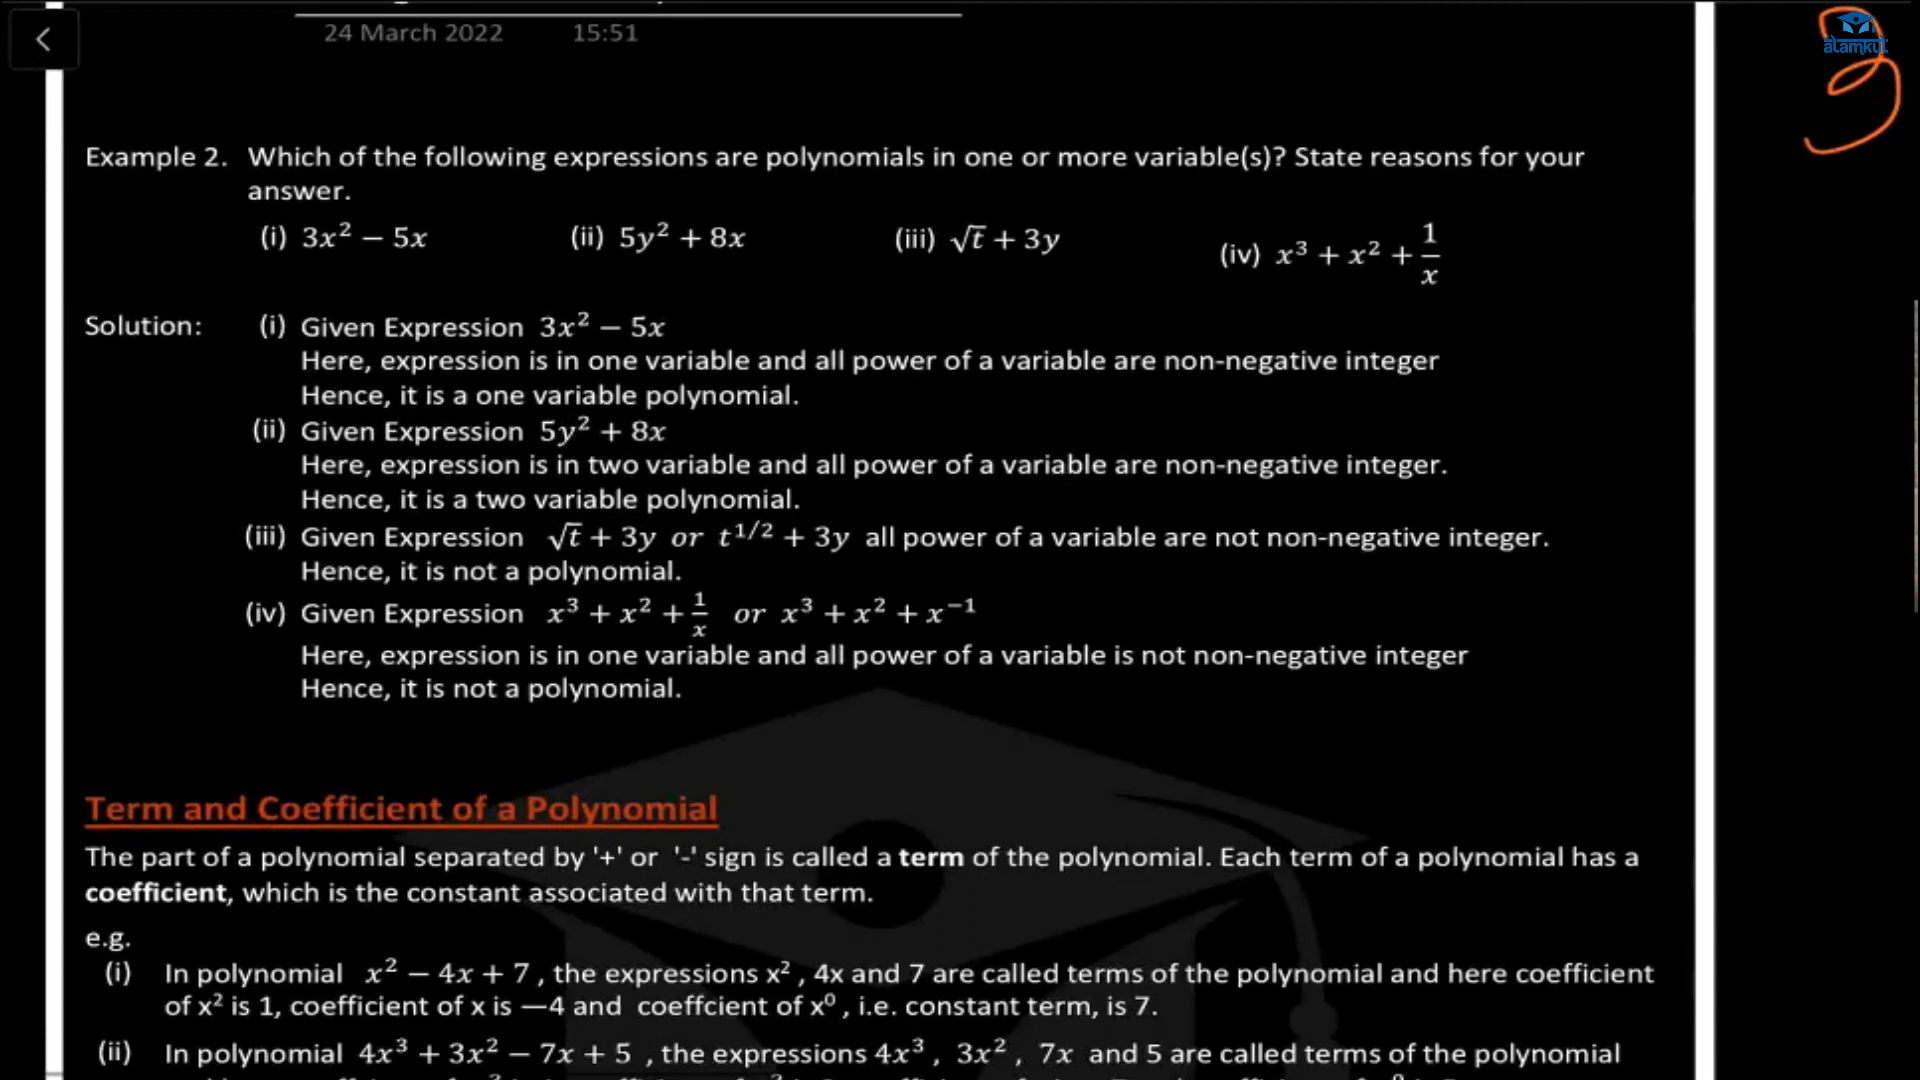 24 March 2022 15:51
alamkul
Example 2. Which of the following expressions are polynomials in one or more variable(s)? State reasons for your
answer.
(i) 3x² − 5x (ii) 5y² + 8x (iii) √t + 3y (iv) x³ + x² + 1/x
Solution: (i) Given Expression 3x² − 5x
Here, expression is in one variable and all power of a variable are non-negative integer
Hence, it is a one variable polynomial.
(ii) Given Expression 5y² + 8x
Here, expression is in two variable and all power of a variable are non-negative integer.
Hence, it is a two variable polynomial.
(iii) Given Expression √t + 3y or t^1/2 + 3y all power of a variable are not non-negative integer.
Hence, it is not a polynomial.
(iv) Given Expression x³ + x² + 1/x or x³ + x² + x⁻¹
Here, expression is in one variable and all power of a variable is not non-negative integer
Hence, it is not a polynomial.
Term and Coefficient of a Polynomial
The part of a polynomial separated by '+' or '-' sign is called a term of the polynomial. Each term of a polynomial has a
coefficient, which is the constant associated with that term.
e.g.
(i) In polynomial x² − 4x + 7 , the expressions x² , 4x and 7 are called terms of the polynomial and here coefficient
of x² is 1, coefficient of x is −4 and coeffcient of x⁰ , i.e. constant term, is 7.
(ii) In polynomial 4x³ + 3x² − 7x + 5 , the expressions 4x³ , 3x² , 7x and 5 are called terms of the polynomial